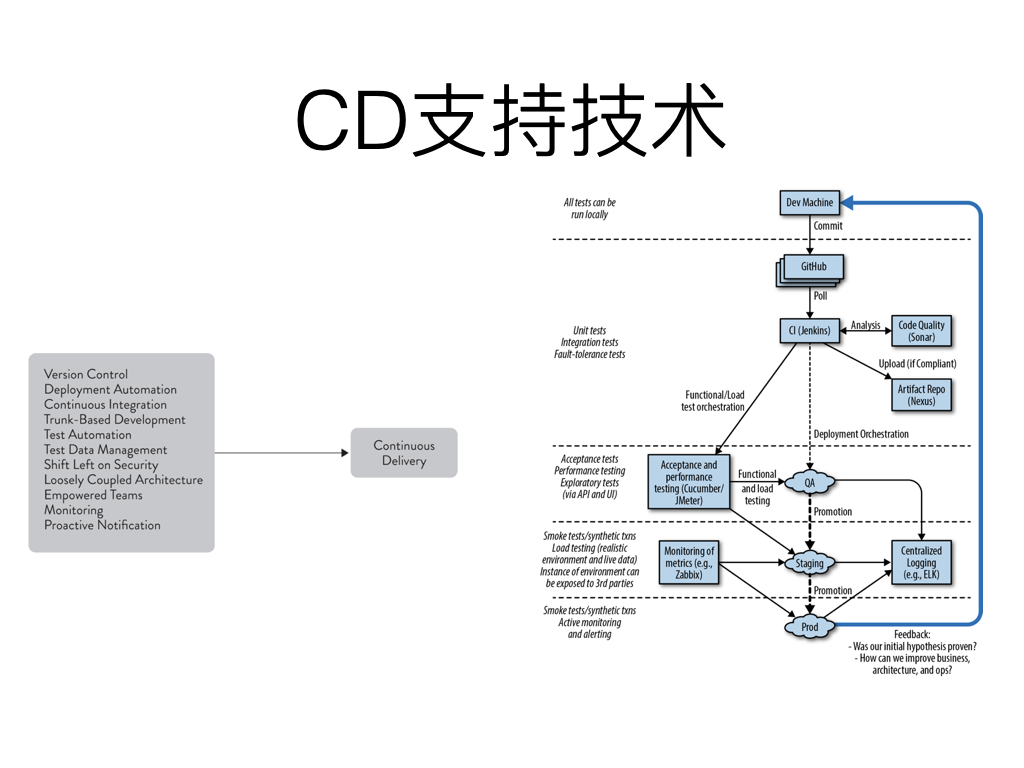 CD支持技术
Version Control
Deployment Automation
Continuous Integration
Trunk-Based Development
Test Automation
Test Data Management
Shift Left on Security
Loosely Coupled Architecture
Empowered Teams
Monitoring
Proactive Notification
Continuous
Delivery
All tests can be
run locally
Dev Machine
Commit
GitHub
Poll
Unit tests
Integration tests
Fault-tolerance tests
CI (Jenkins)
Analysis
Code Quality
(Sonar)
Upload (if Compliant)
Artifact Repo
(Nexus)
Functional/Load
test orchestration
Deployment Orchestration
Acceptance tests
Performance testing
Exploratory tests
(via API and UI)
Acceptance and
performance
testing (Cucumber/
JMeter)
Functional
and load
testing
QA
Promotion
Smoke tests/synthetic txns
Load testing (realistic
environment and live data)
Instance of environment can
be exposed to 3rd parties
Monitoring of
metrics (e.g.,
Zabbix)
Staging
Centralized
Logging
(e.g., ELK)
Promotion
Smoke tests/synthetic txns
Active monitoring
and alerting
Prod
Feedback:
- Was our initial hypothesis proven?
- How can we improve business,
architecture, and ops?